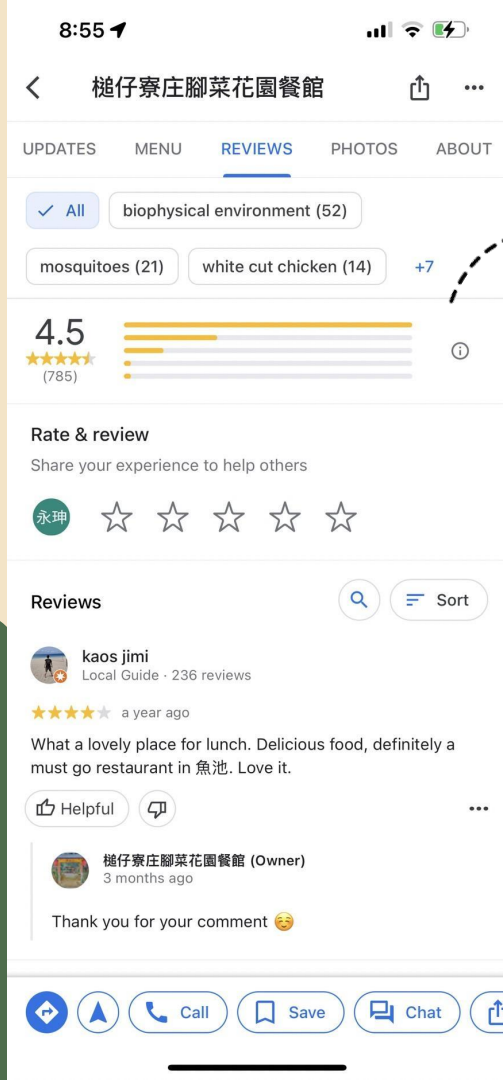 8:55
槌仔寮庄腳菜花園餐館
UPDATES MENU REVIEWS PHOTOS ABOUT
All biophysical environment (52)
mosquitoes (21) white cut chicken (14) +7
4.5
(785)
Rate & review
Share your experience to help others
永珅
Reviews Sort
kaos jimi
Local Guide · 236 reviews
a year ago
What a lovely place for lunch. Delicious food, definitely a
must go restaurant in 魚池. Love it.
Helpful
槌仔寮庄腳菜花園餐館 (Owner)
3 months ago
Thank you for your comment ☺️
Call Save Chat